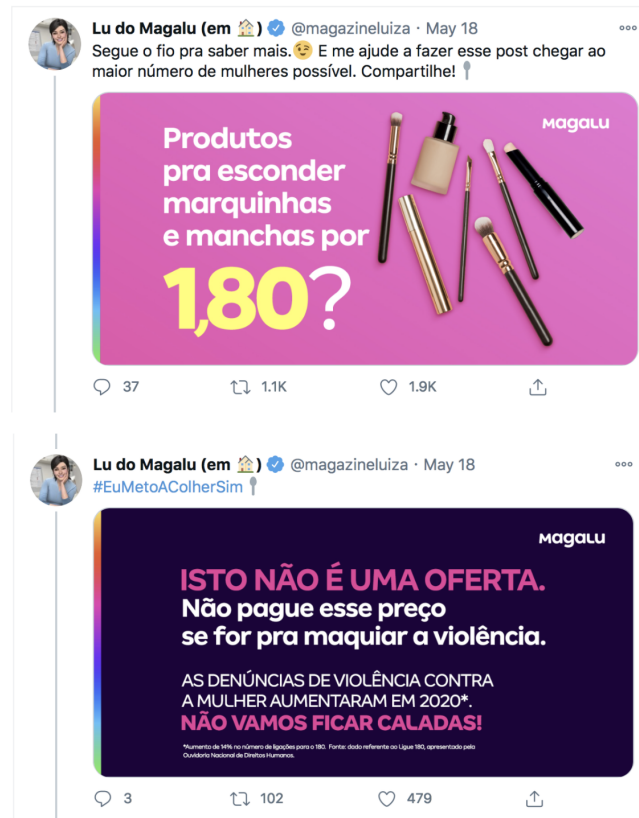 Lu do Magalu (em 🏠) @magazineluiza · May 18
Segue o fio pra saber mais.😉 E me ajude a fazer esse post chegar ao
maior número de mulheres possível. Compartilhe! 🥄
Magalu
Produtos
pra esconder
marquinhas
e manchas por
1,80?
37 1.1K 1.9K
Lu do Magalu (em 🏠) @magazineluiza · May 18
#EuMetoAColherSim 🥄
Magalu
ISTO NÃO É UMA OFERTA.
Não pague esse preço
se for pra maquiar a violência.
AS DENÚNCIAS DE VIOLÊNCIA CONTRA
A MULHER AUMENTARAM EM 2020*.
NÃO VAMOS FICAR CALADAS!
*Aumento de 14% no número de ligações para o 180. Fonte: dado referente ao Ligue 180, apresentado pela
Ouvidoria Nacional de Direitos Humanos.
3 102 479